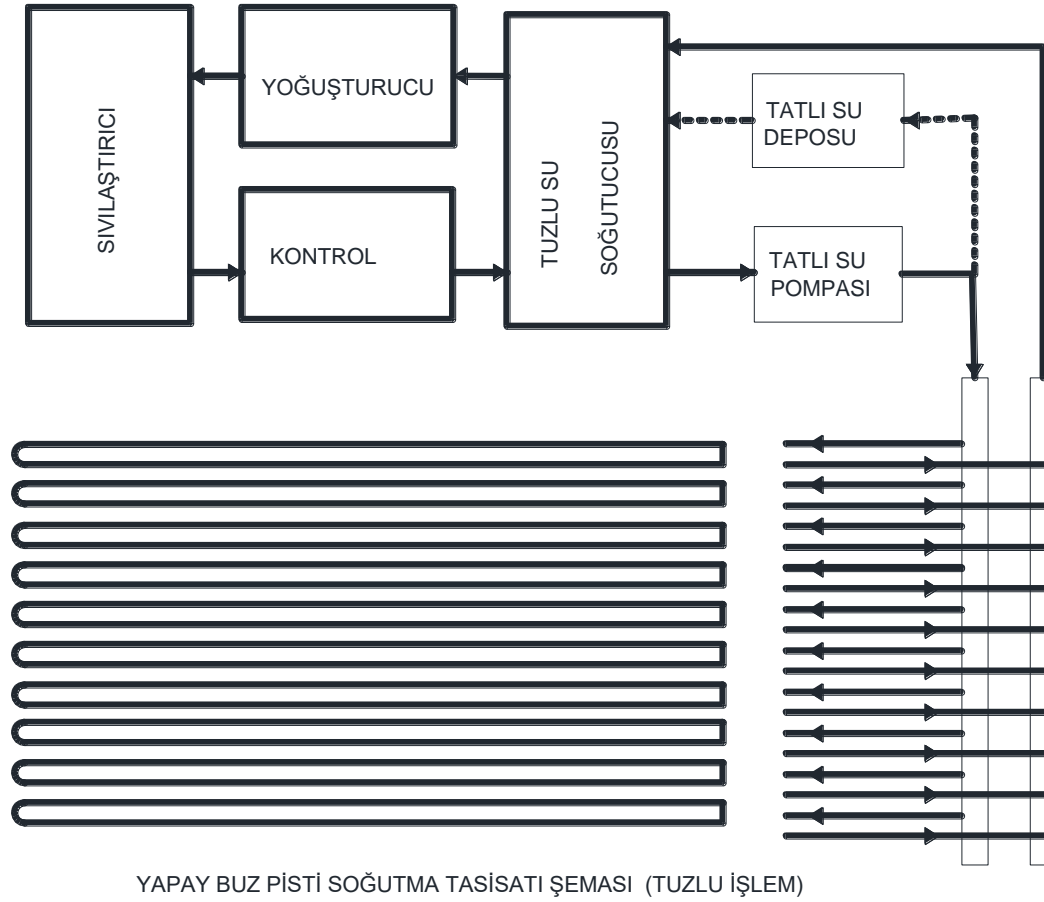 SIVILAŞTIRICI
YOĞUŞTURUCU
KONTROL
TUZLU SU
SOĞUTUCUSU
TATLI SU
DEPOSU
TATLI SU
POMPASI
YAPAY BUZ PİSTİ SOĞUTMA TASİSATI ŞEMASI (TUZLU İŞLEM)